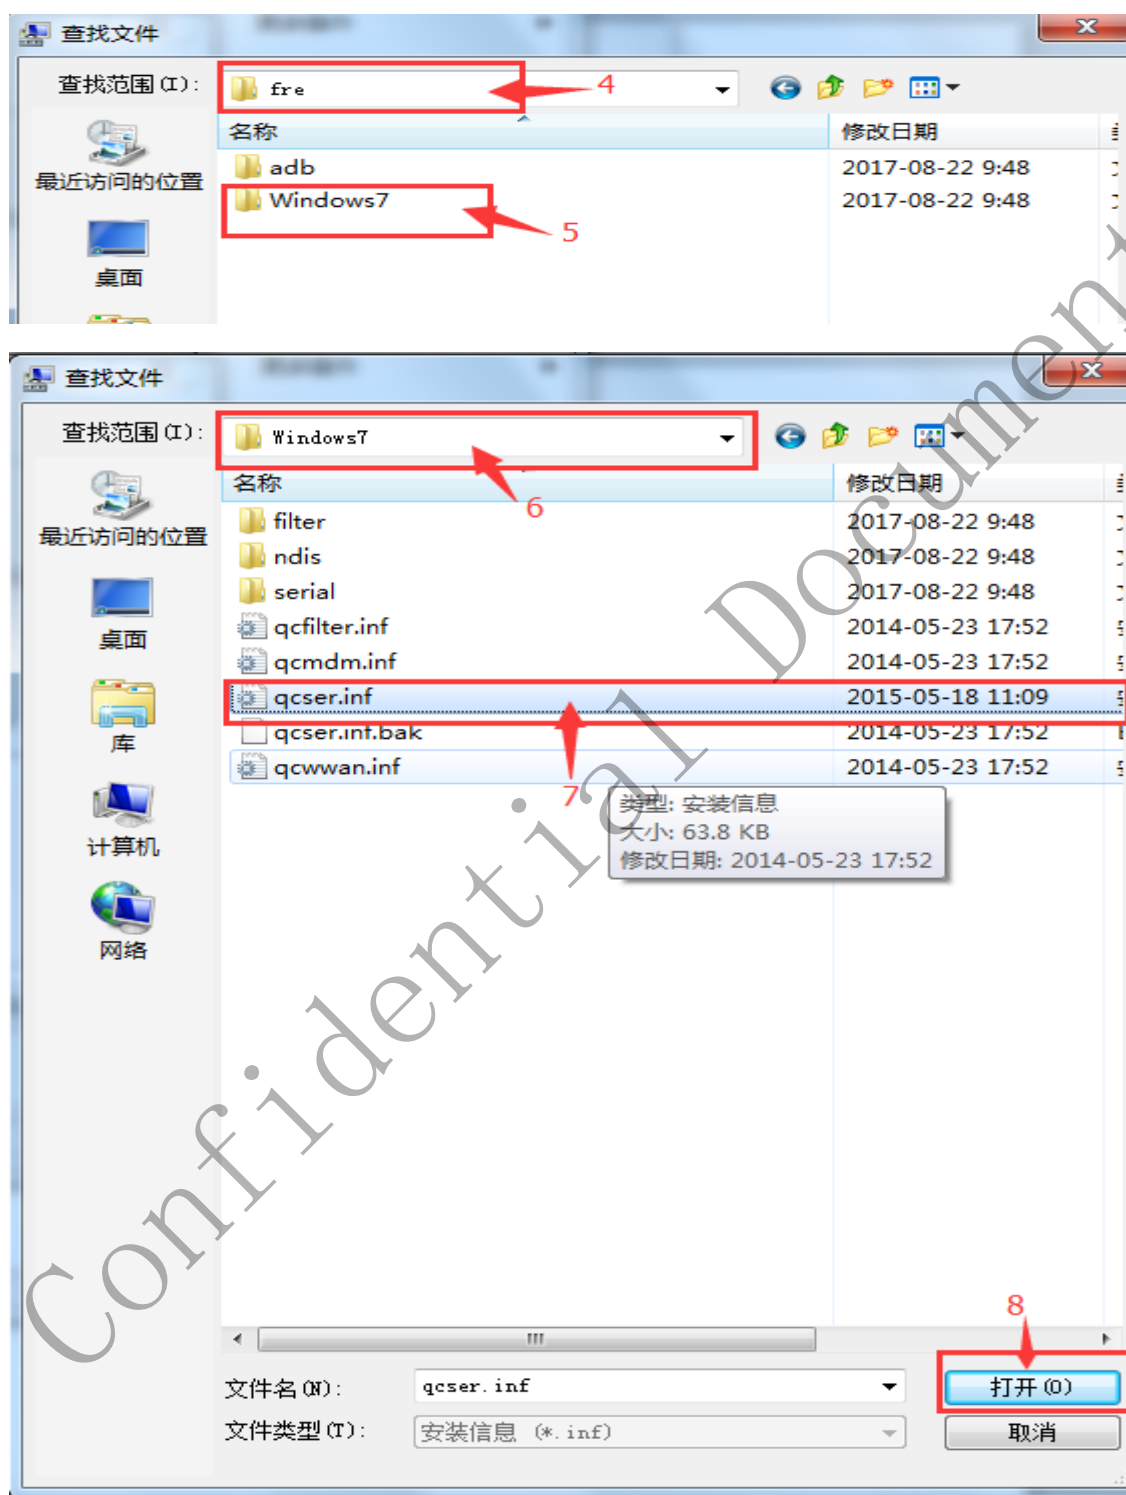 查找文件
查找范围(I):
fre
4
名称
修改日期
最近访问的位置
adb
2017-08-22 9:48
Windows7
2017-08-22 9:48
5
桌面
查找文件
查找范围(I):
Windows7
6
名称
修改日期
最近访问的位置
filter
2017-08-22 9:48
ndis
2017-08-22 9:48
serial
2017-08-22 9:48
qcfilter.inf
2014-05-23 17:52
桌面
qcmdm.inf
2014-05-23 17:52
qcser.inf
2015-05-18 11:09
qcser.inf.bak
2014-05-23 17:52
库
qcwwan.inf
2014-05-23 17:52
7
类型: 安装信息
大小: 63.8 KB
修改日期: 2014-05-23 17:52
计算机
网络
8
文件名(N):
qcser.inf
打开(O)
文件类型(T):
安装信息 (*.inf)
取消
Confidential Document